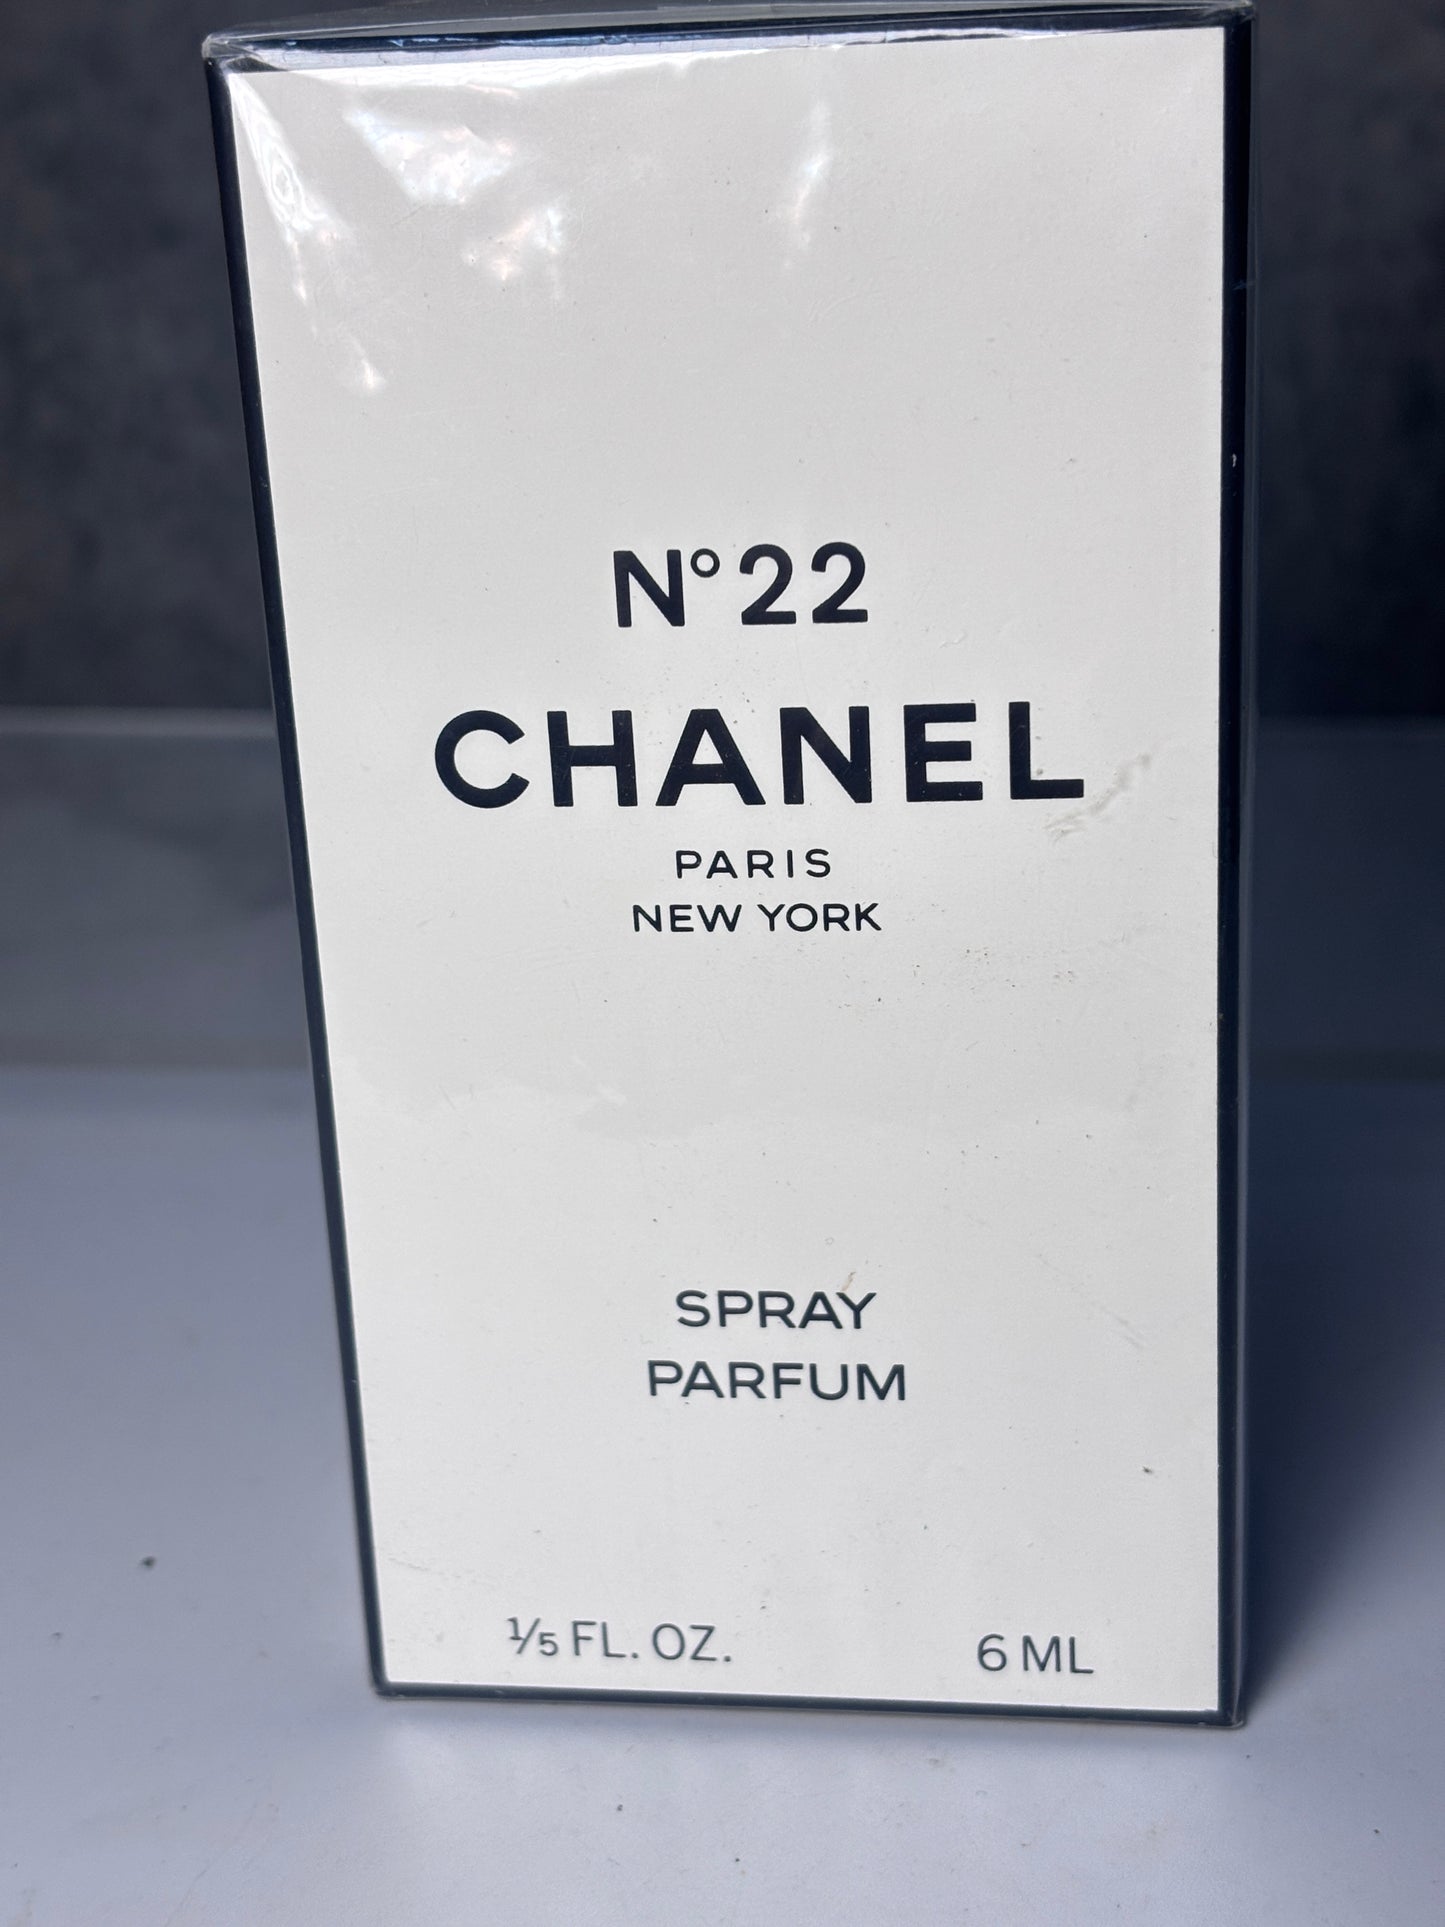 N° 22
CHANEL
PARIS
NEW YORK
SPRAY
PARFUM
⅕ FL. OZ. 6 ML